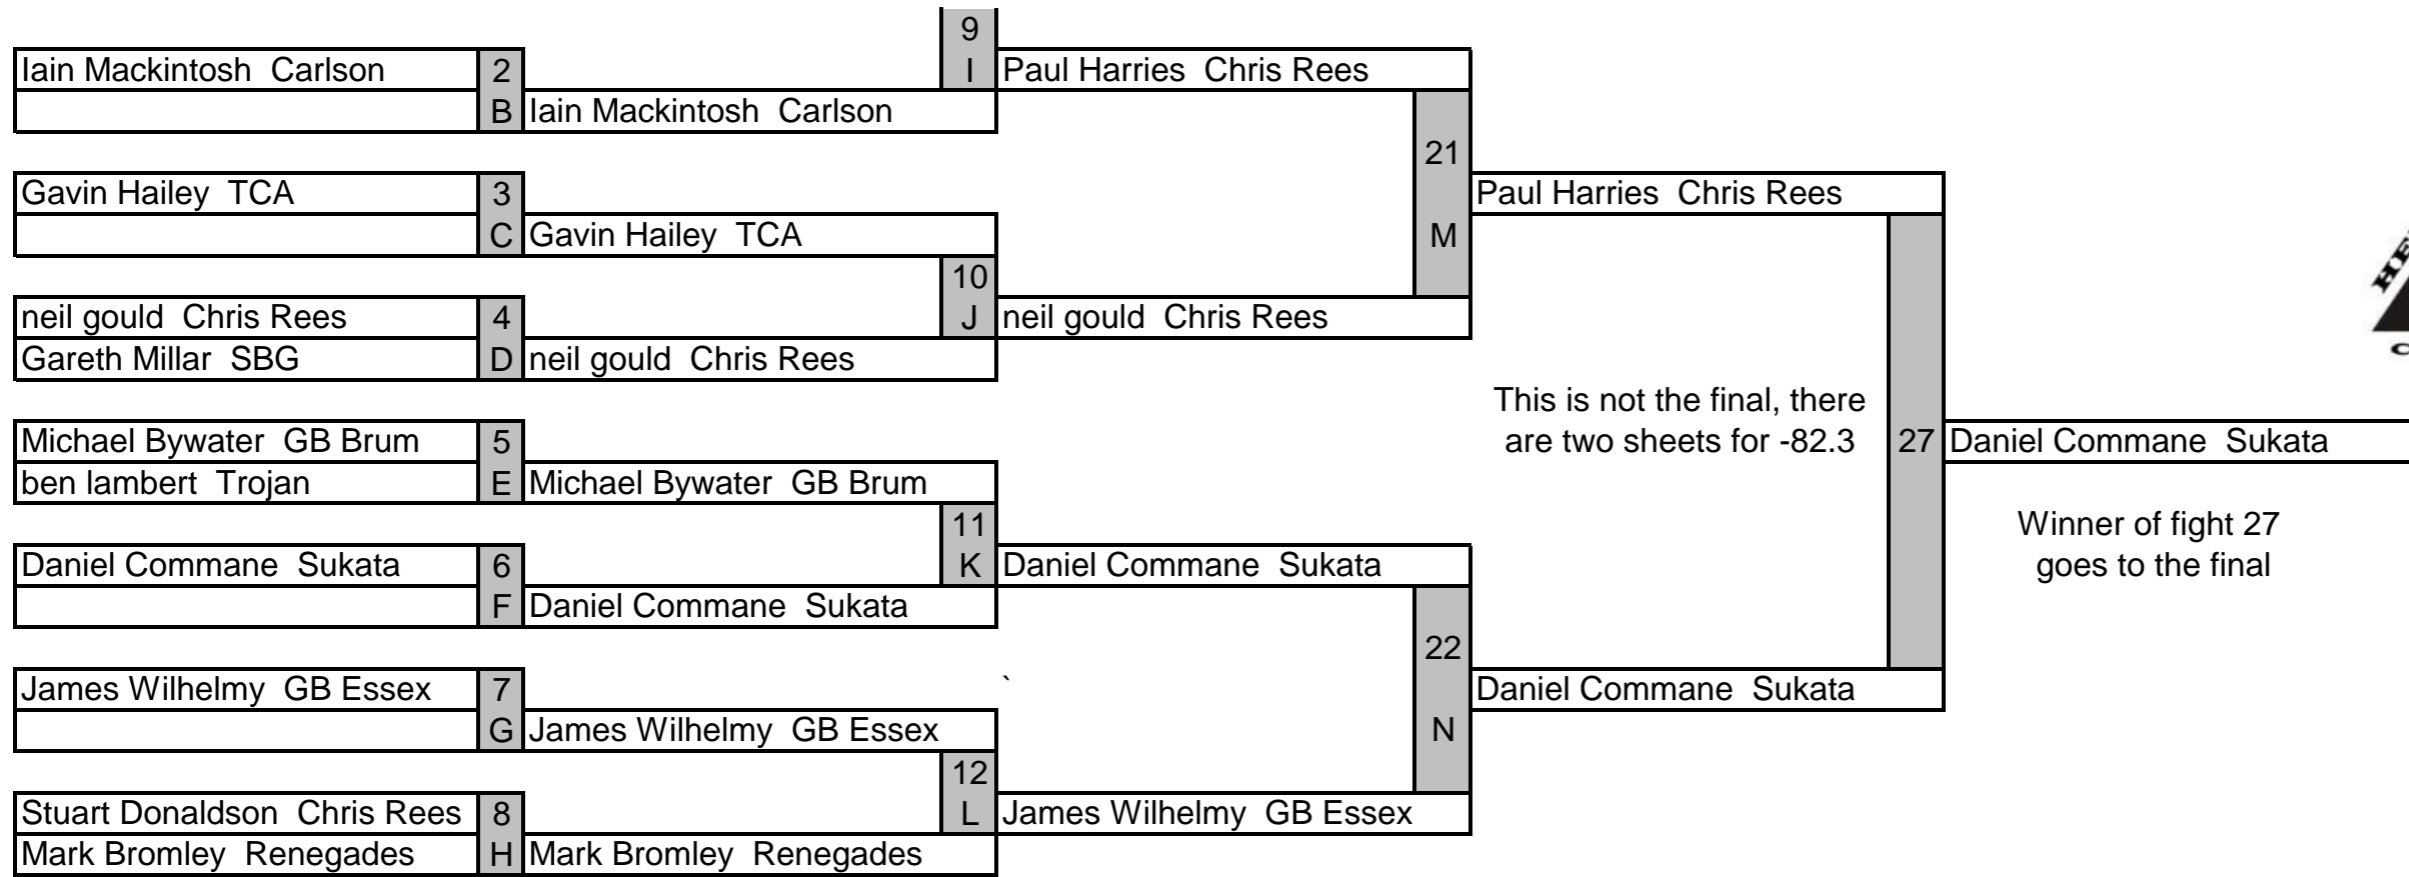 9
Iain Mackintosh  Carlson 2 I Paul Harries  Chris Rees
B Iain Mackintosh  Carlson
21
Gavin Hailey  TCA 3 Paul Harries  Chris Rees
C Gavin Hailey  TCA M
10
neil gould  Chris Rees 4 J neil gould  Chris Rees
Gareth Millar  SBG D neil gould  Chris Rees
This is not the final, there
Michael Bywater  GB Brum 5 are two sheets for -82.3 27 Daniel Commane  Sukata
ben lambert  Trojan E Michael Bywater  GB Brum
11 Winner of fight 27
Daniel Commane  Sukata 6 K Daniel Commane  Sukata goes to the final
F Daniel Commane  Sukata
22
James Wilhelmy  GB Essex 7 ` Daniel Commane  Sukata
G James Wilhelmy  GB Essex N
12
Stuart Donaldson  Chris Rees 8 L James Wilhelmy  GB Essex
Mark Bromley  Renegades H Mark Bromley  Renegades